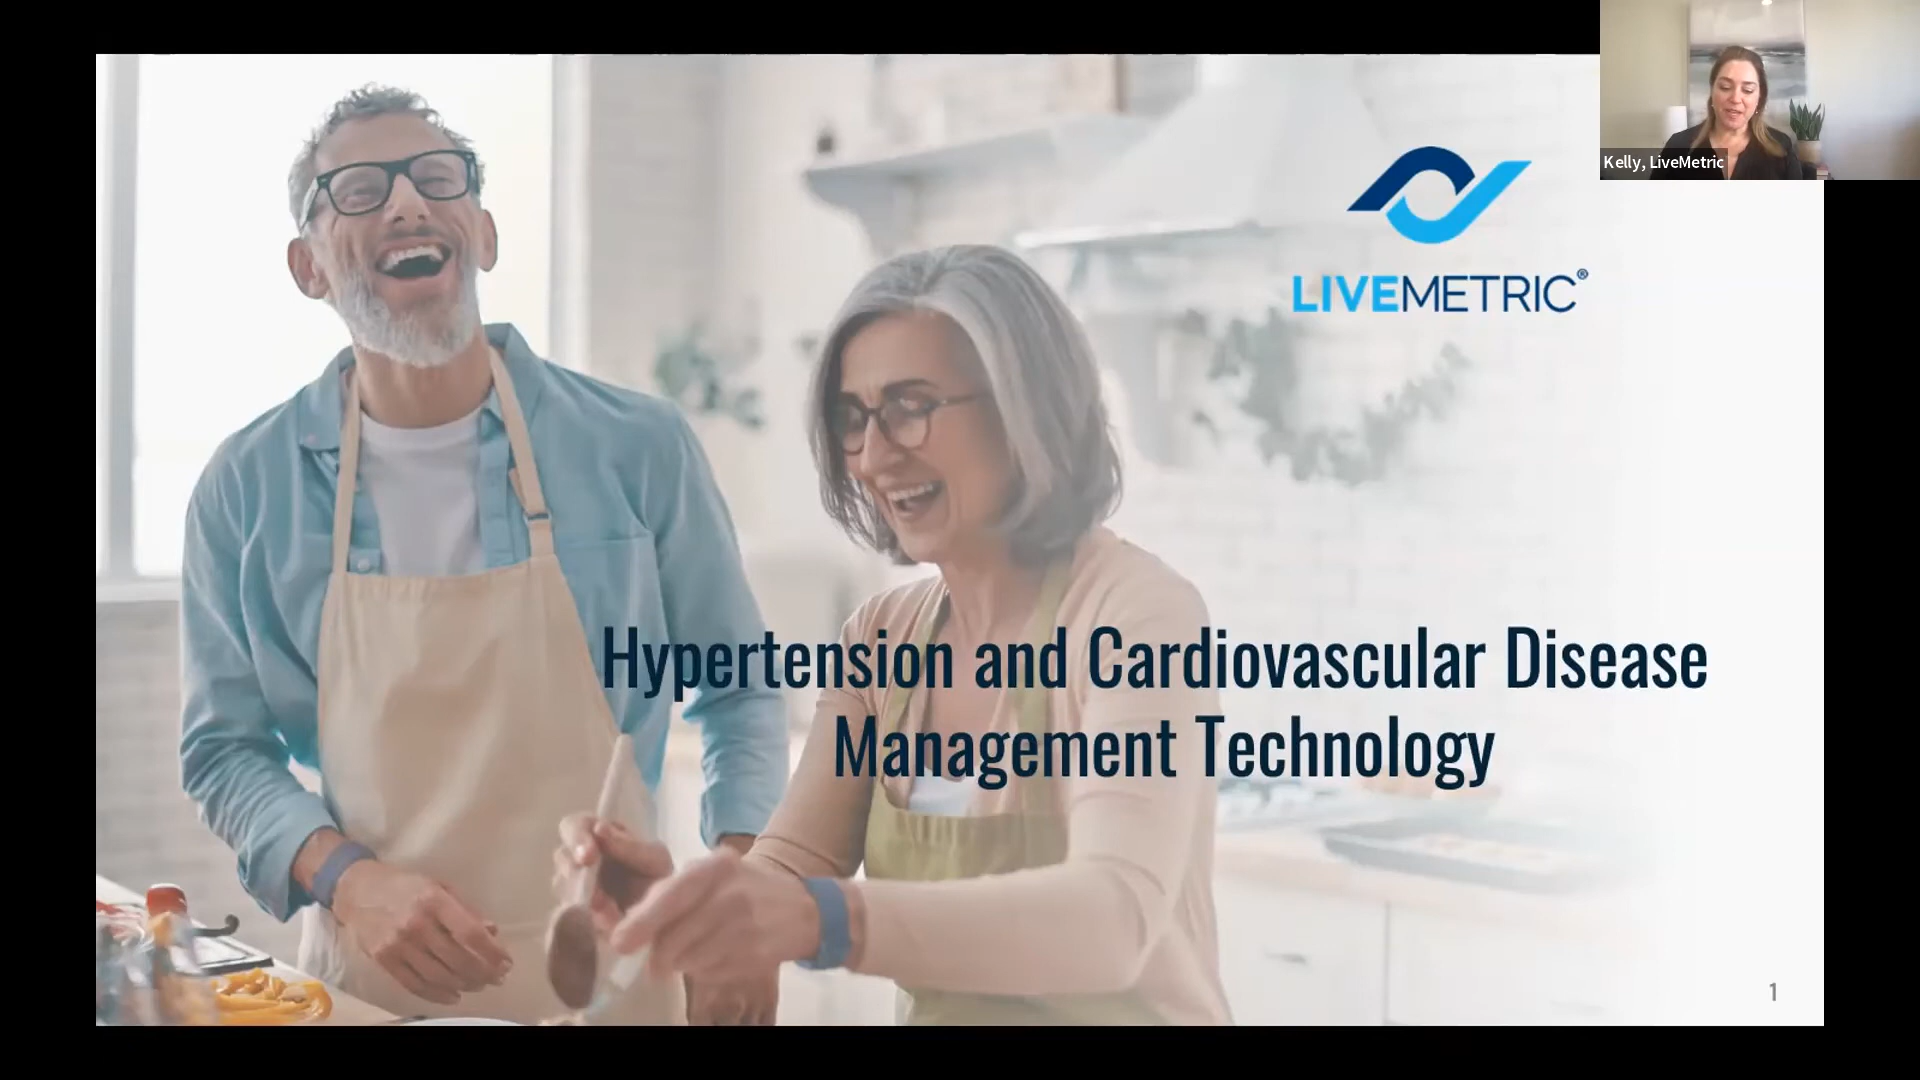 Kelly, LiveMetric
LIVEMETRIC®
Hypertension and Cardiovascular Disease
Management Technology
1